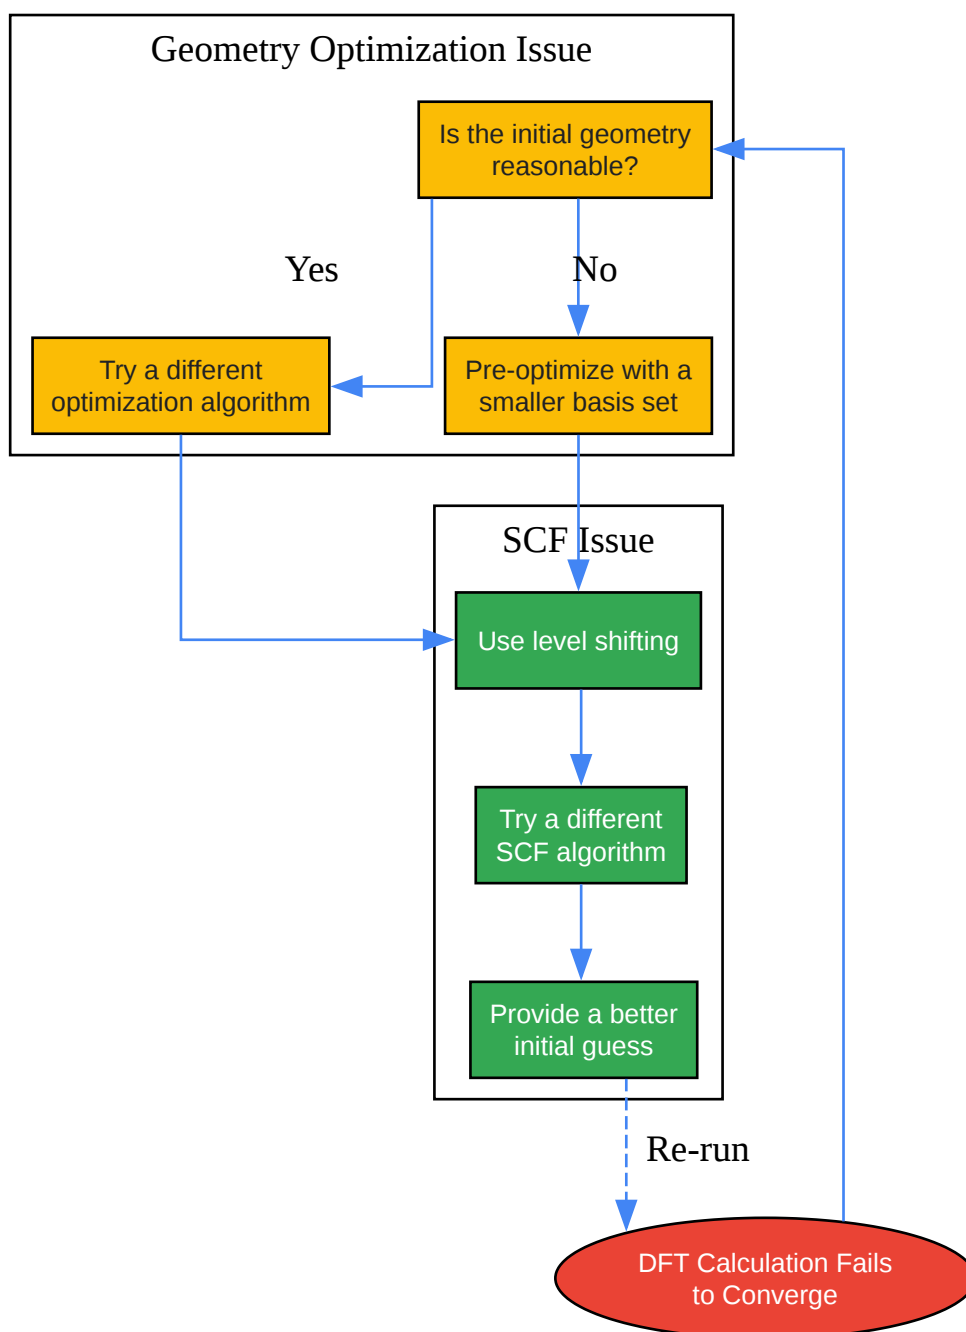 Geometry Optimization Issue
Is the initial geometry
reasonable?
Yes
No
Try a different
optimization algorithm
Pre-optimize with a
smaller basis set
SCF Issue
Use level shifting
Try a different
SCF algorithm
Provide a better
initial guess
Re-run
DFT Calculation Fails
to Converge